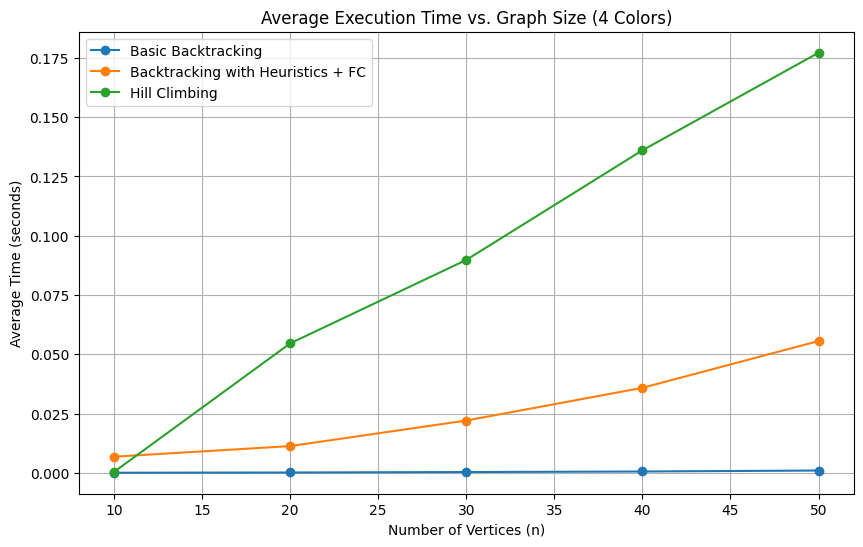 Average Execution Time vs. Graph Size (4 Colors)
Basic Backtracking
Backtracking with Heuristics + FC
Hill Climbing
0.175
0.150
0.125
0.100
0.075
0.050
0.025
0.000
Average Time (seconds)
10 15 20 25 30 35 40 45 50
Number of Vertices (n)